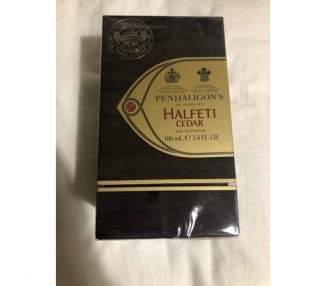 PENHALIGON'S
HALFETI
CEDAR
EAU DE PARFUM
100 mL ℮ 3.4 FL. OZ